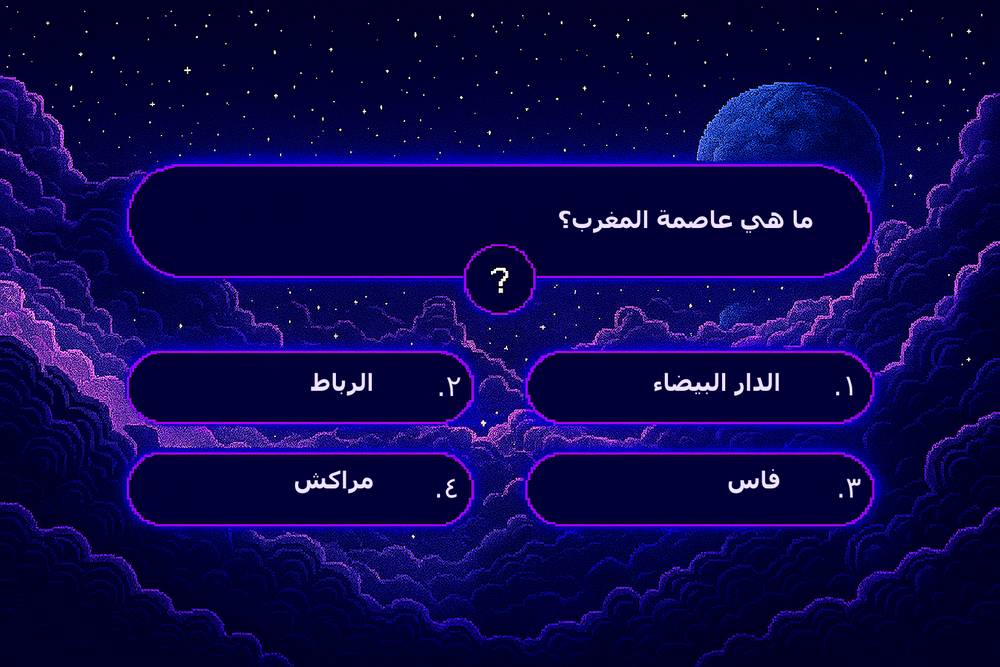 ما هي عاصمة المغرب؟
?
١. الدار البيضاء
٢. الرباط
٣. فاس
٤. مراكش